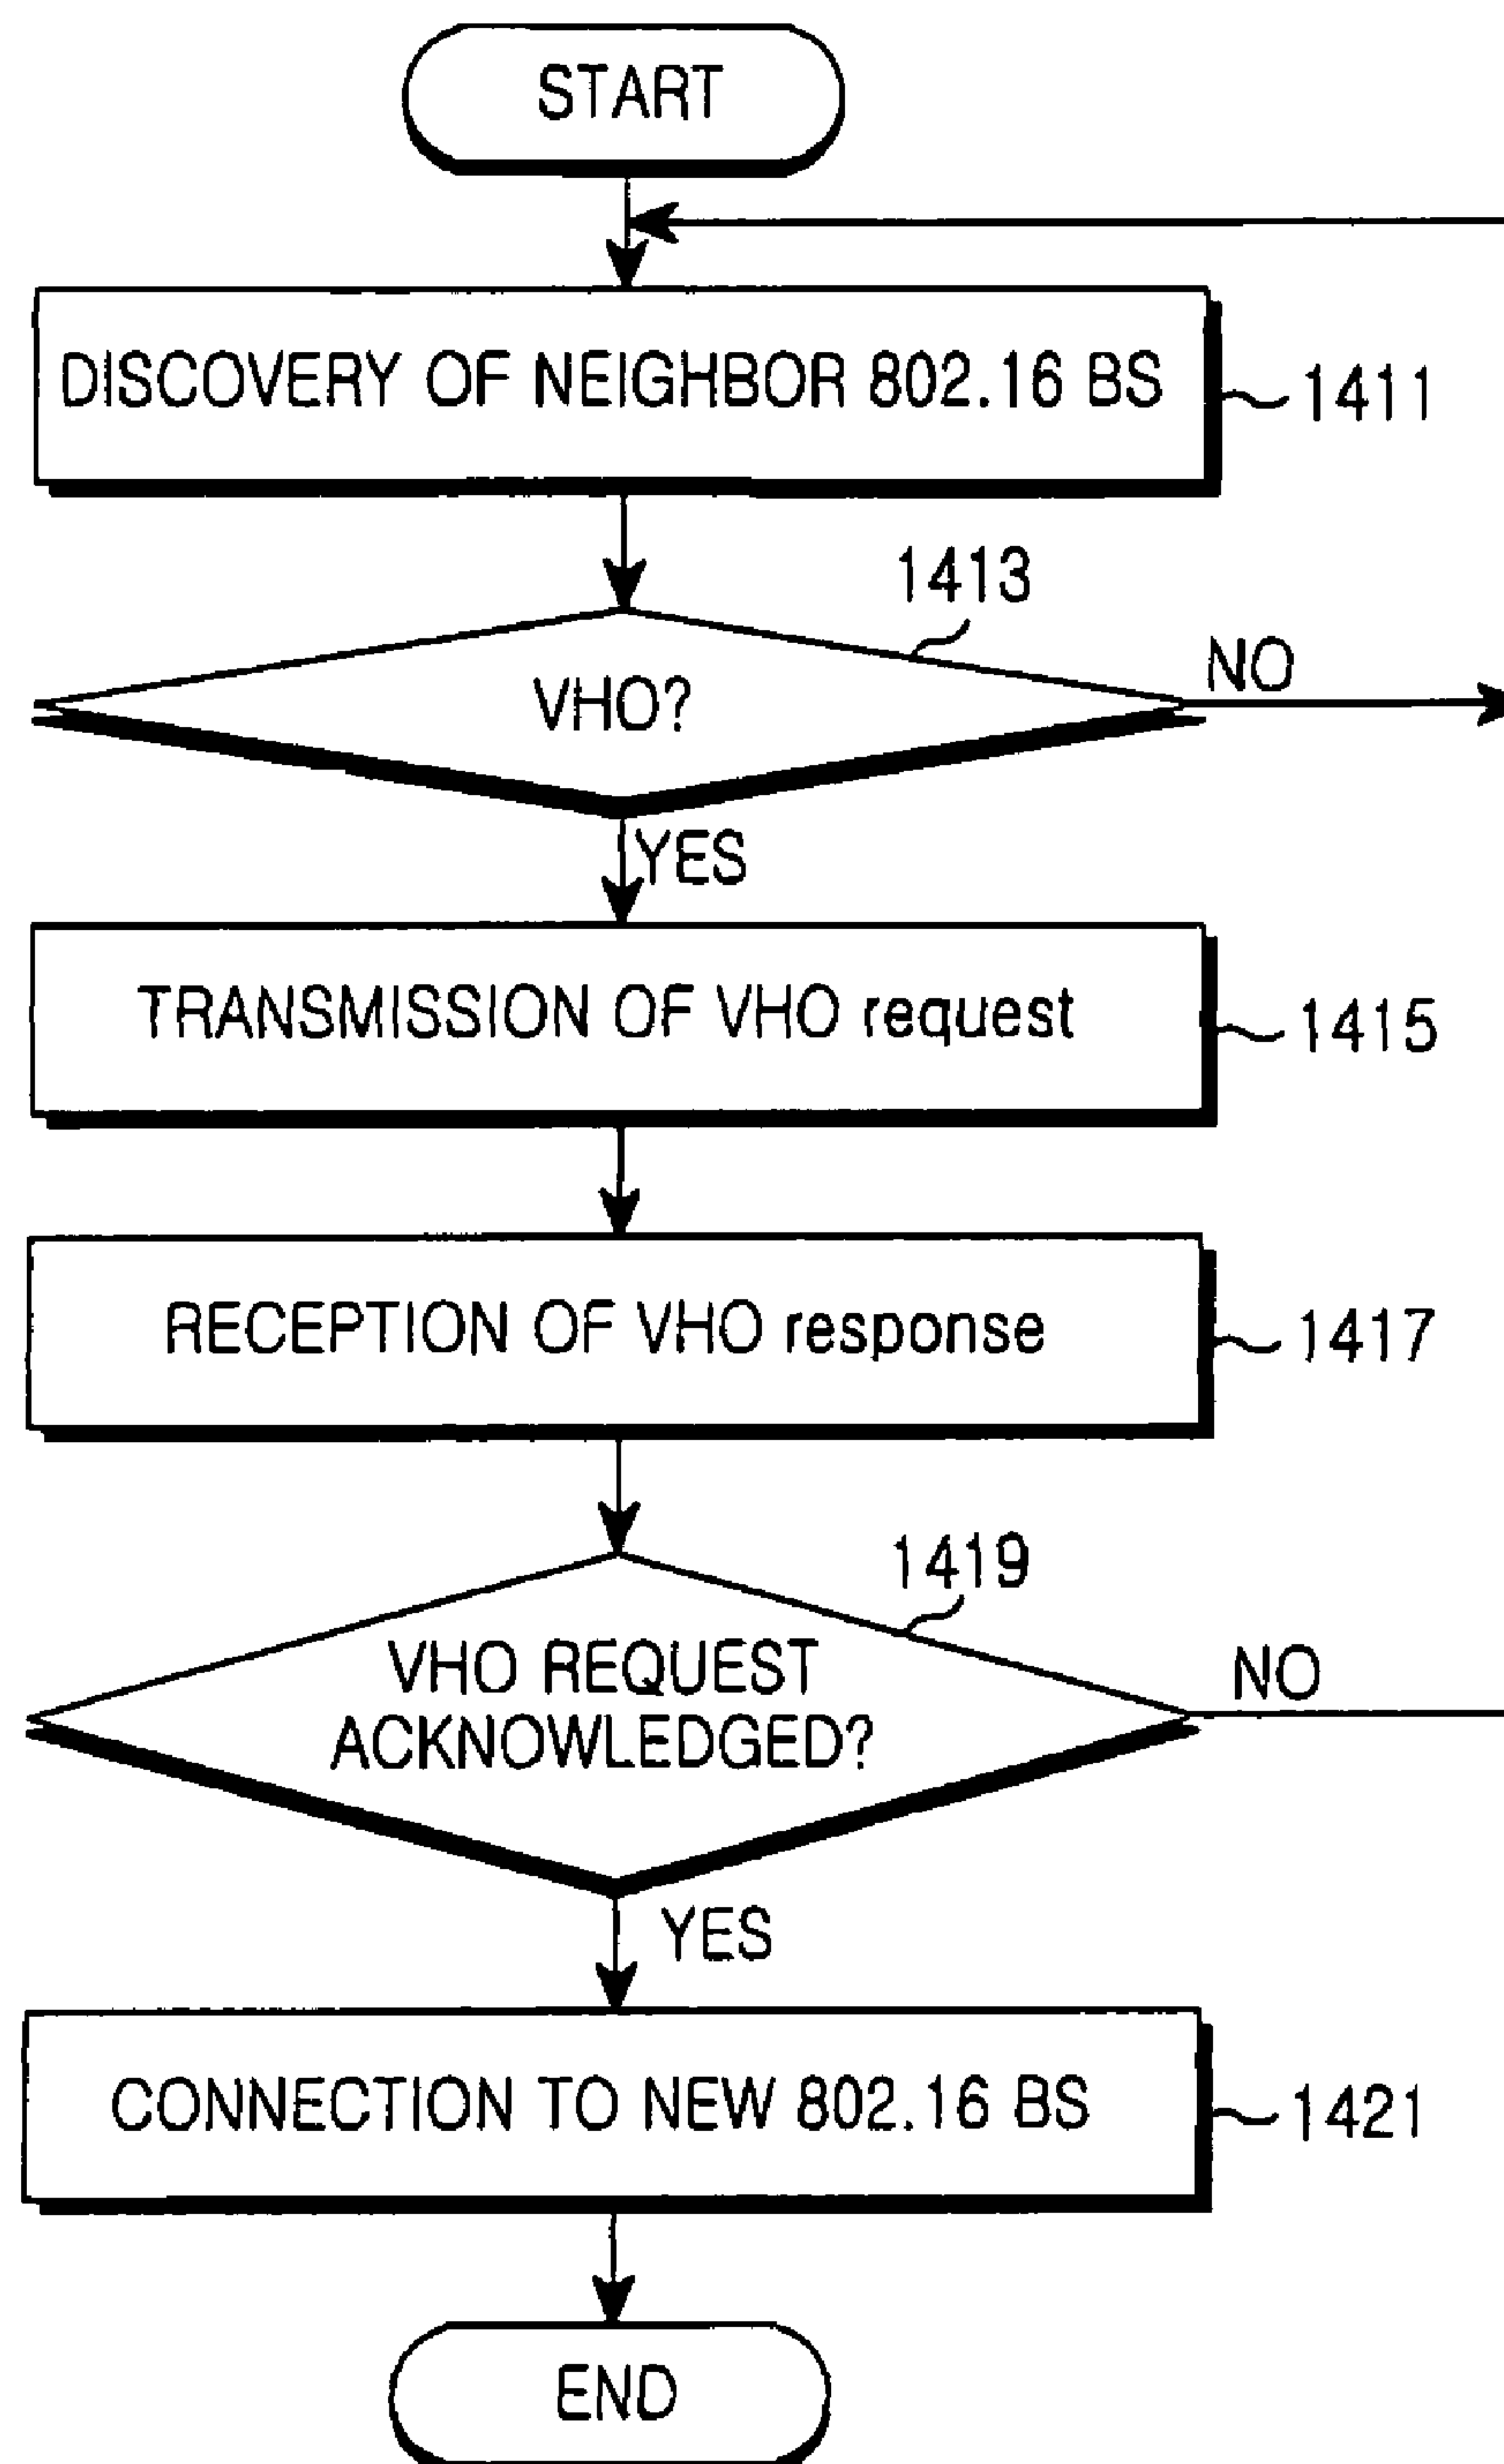 START
DISCOVERY OF NEIGHBOR 802.16 BS
1411
1413
VHO?
NO
YES
TRANSMISSION OF VHO request
1415
RECEPTION OF VHO response
1417
1419
VHO REQUEST
ACKNOWLEDGED?
NO
YES
CONNECTION TO NEW 802.16 BS
1421
END